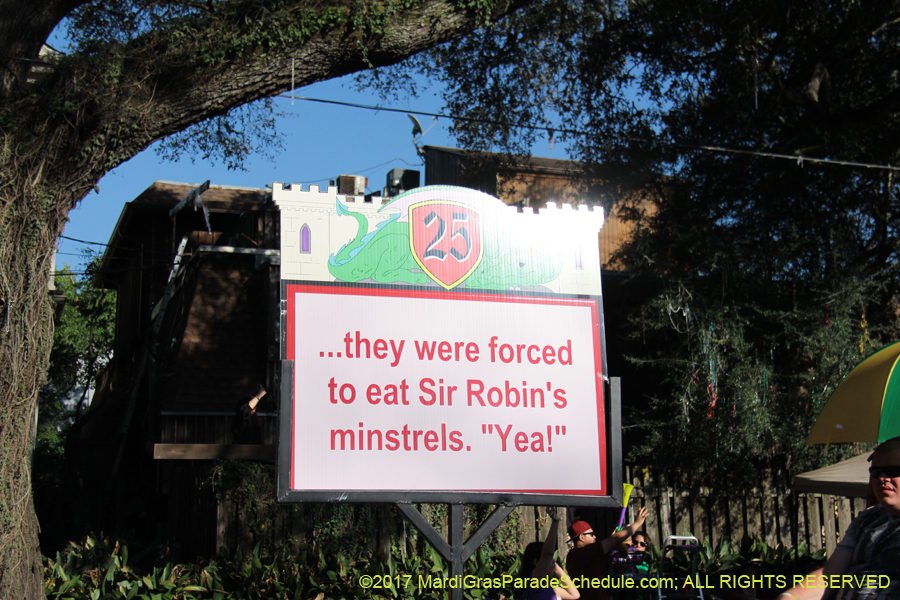 25
...they were forced
to eat Sir Robin's
minstrels. "Yea!"
©2017 MardiGrasParadeSchedule.com; ALL RIGHTS RESERVED